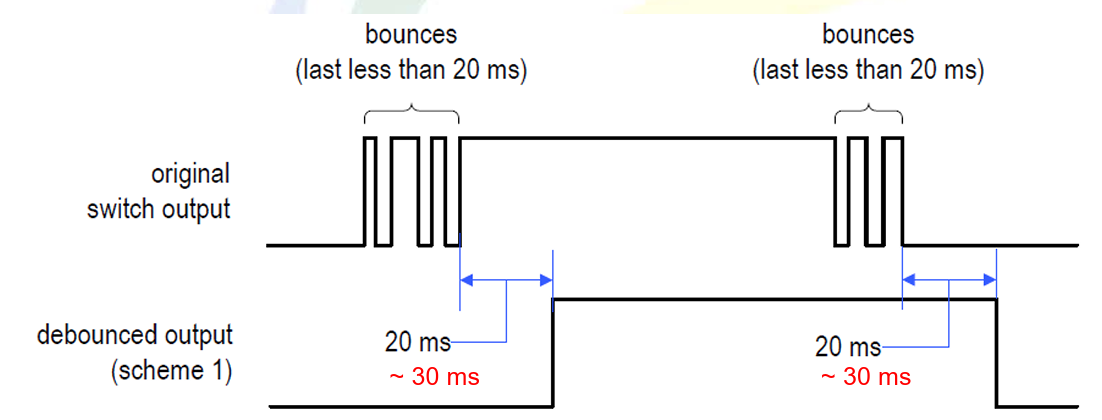 bounces
(last less than 20 ms)
bounces
(last less than 20 ms)
original
switch output
debounced output
(scheme 1)
20 ms
~ 30 ms
20 ms
~ 30 ms